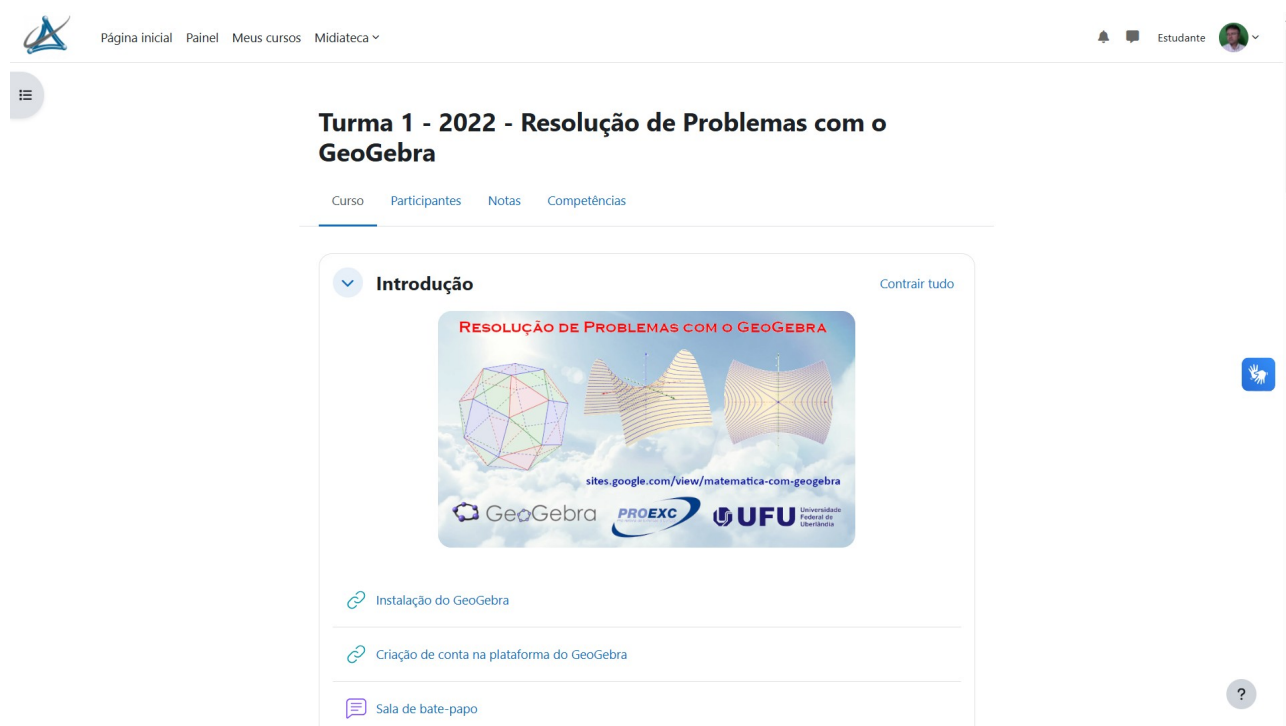 Página inicial Painel Meus cursos Midiateca Estudante
Turma 1 - 2022 - Resolução de Problemas com o
GeoGebra
Curso Participantes Notas Competências
Introdução Contrair tudo
RESOLUÇÃO DE PROBLEMAS COM O GEOGEBRA
sites.google.com/view/matematica-com-geogebra
GeoGebra PROEXC UFU Universidade
Federal de
Uberlândia
Instalação do GeoGebra
Criação de conta na plataforma do GeoGebra
Sala de bate-papo
?